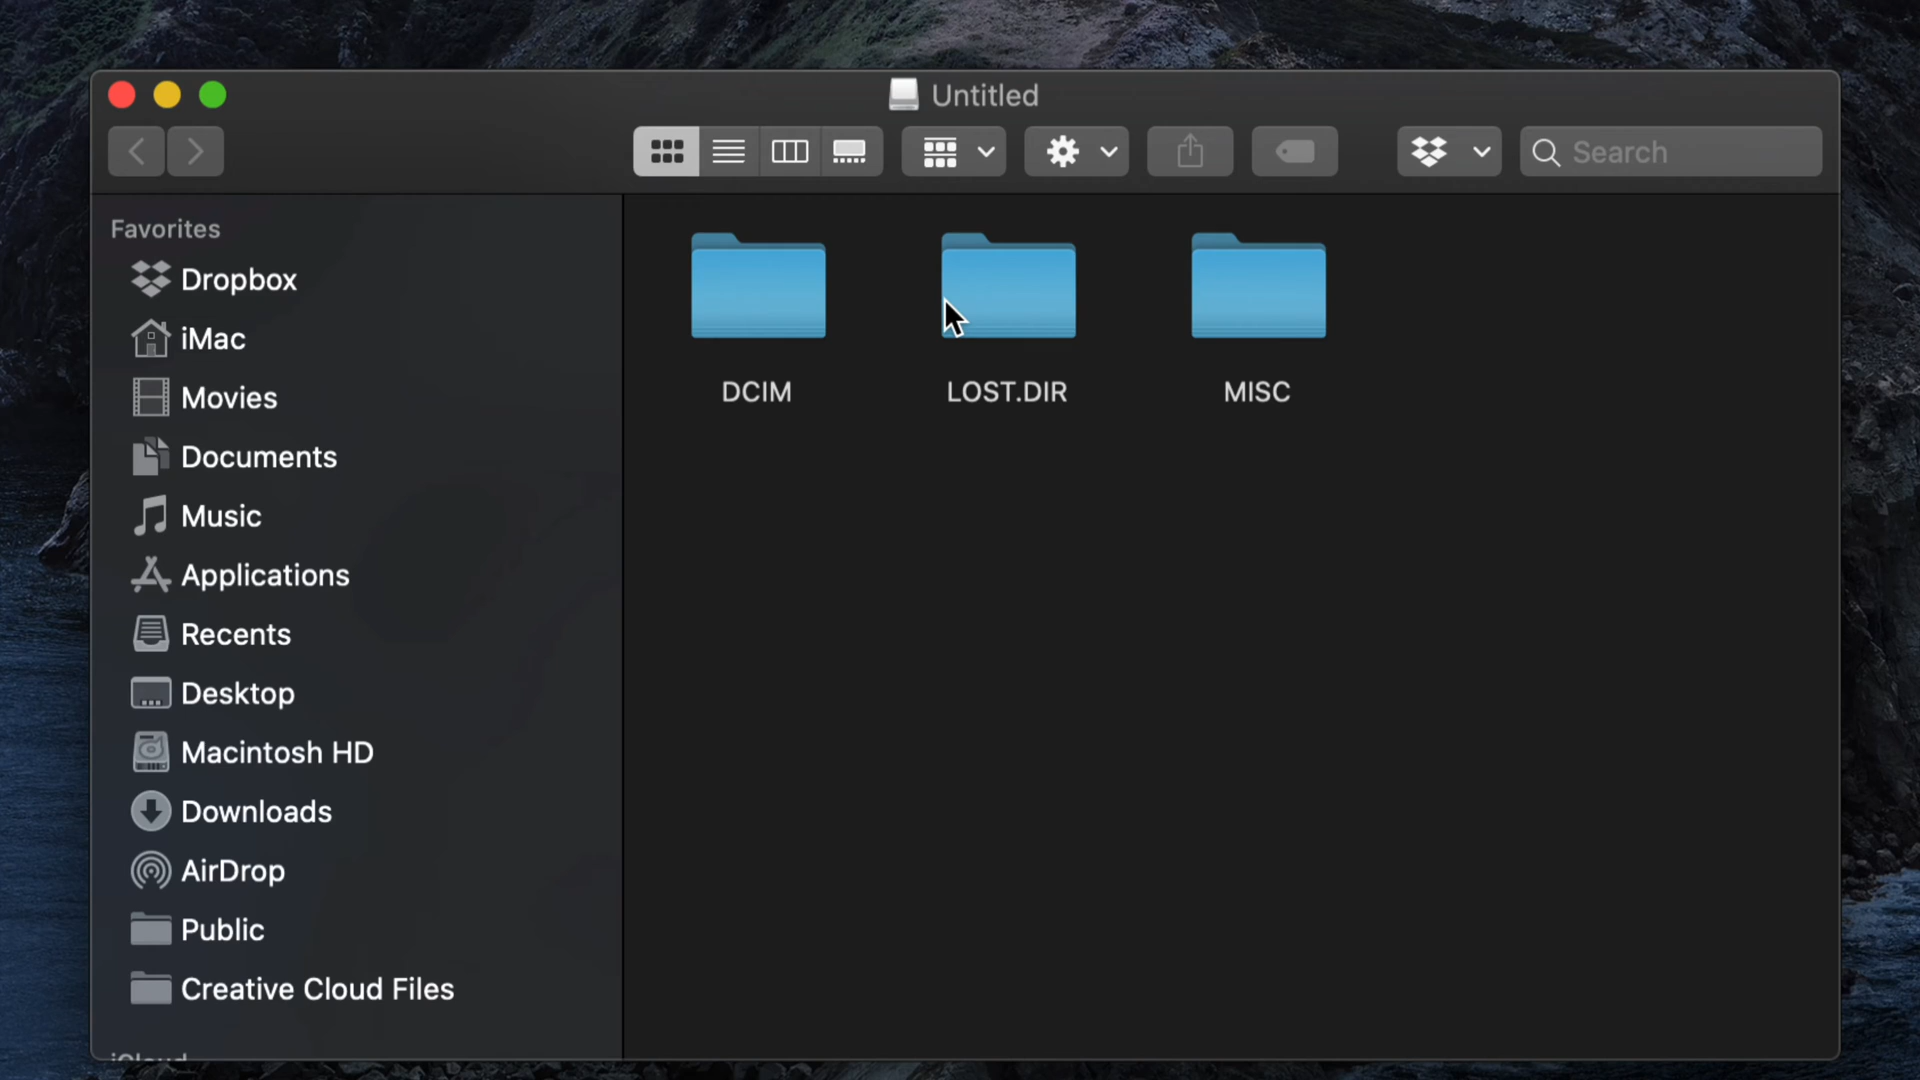 Untitled
Search
Favorites
Dropbox
iMac
Movies
Documents
Music
Applications
Recents
Desktop
Macintosh HD
Downloads
AirDrop
Public
Creative Cloud Files
iCloud
DCIM
LOST.DIR
MISC